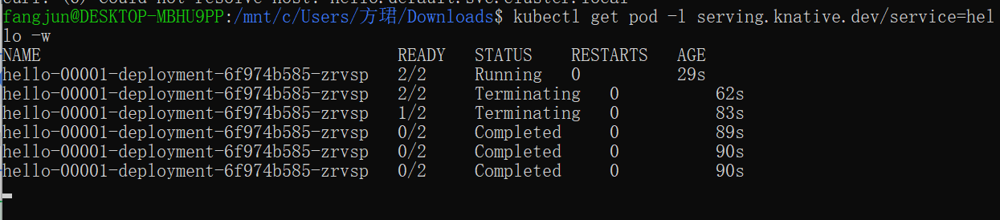 curl: (6) Could not resolve host: hello.default.svc.cluster.local
fangjun@DESKTOP-MBHU9PP:/mnt/c/Users/方珺/Downloads$ kubectl get pod -l serving.knative.dev/service=hel
lo -w
NAME READY STATUS RESTARTS AGE
hello-00001-deployment-6f974b585-zrvsp 2/2 Running 0 29s
hello-00001-deployment-6f974b585-zrvsp 2/2 Terminating 0 62s
hello-00001-deployment-6f974b585-zrvsp 1/2 Terminating 0 83s
hello-00001-deployment-6f974b585-zrvsp 0/2 Completed 0 89s
hello-00001-deployment-6f974b585-zrvsp 0/2 Completed 0 90s
hello-00001-deployment-6f974b585-zrvsp 0/2 Completed 0 90s